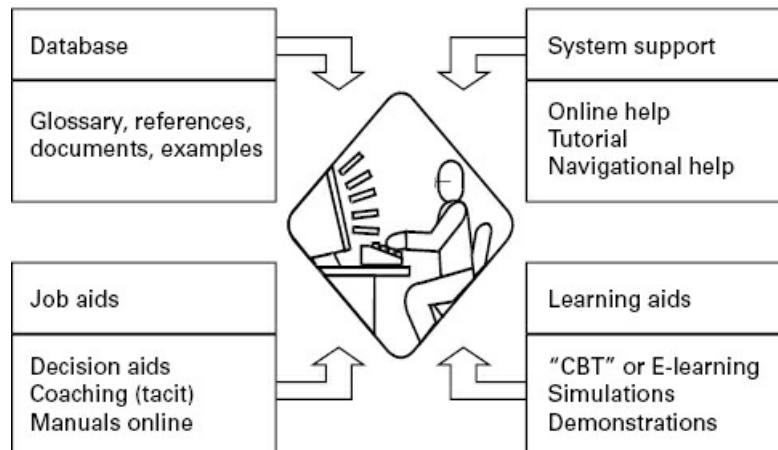 Database
Glossary, references,
documents, examples
System support
Online help
Tutorial
Navigational help
Job aids
Decision aids
Coaching (tacit)
Manuals online
Learning aids
“CBT” or E-learning
Simulations
Demonstrations